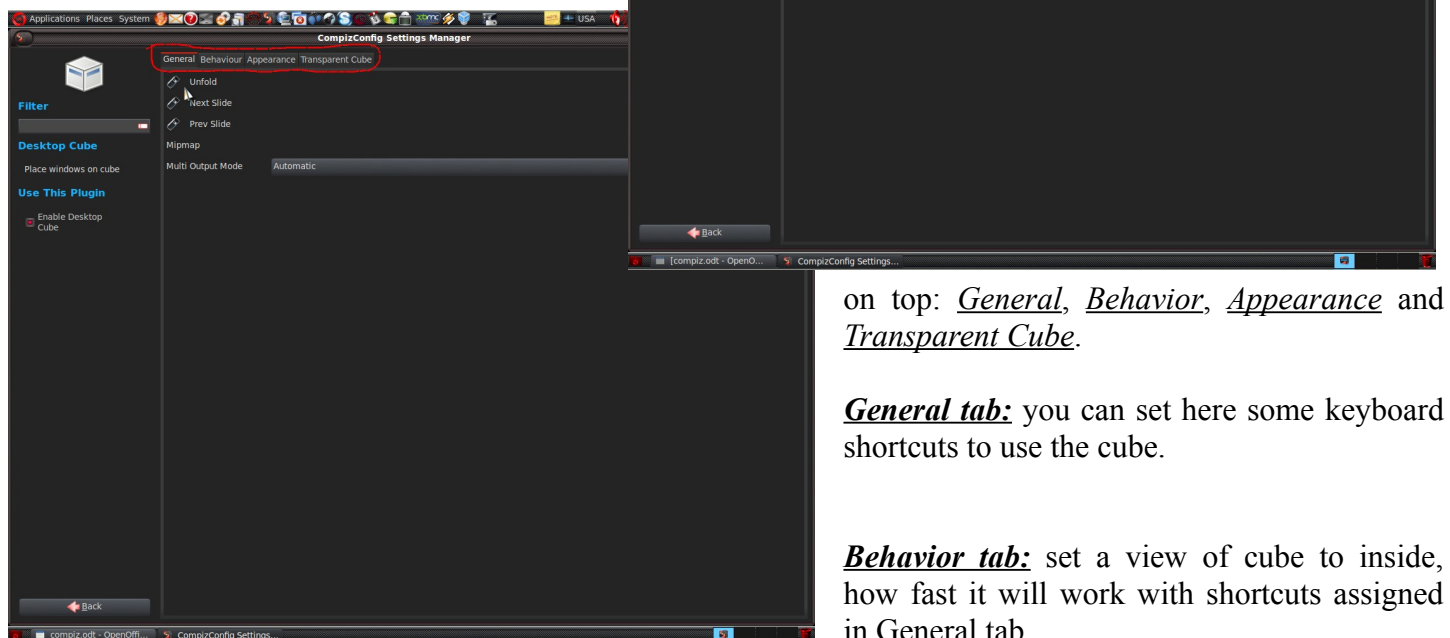 Applications Places System
USA
CompizConfig Settings Manager
General Behaviour Appearance Transparent Cube
Unfold
Filter
Next Slide
Prev Slide
Desktop Cube
Mipmap
Place windows on cube
Multi Output Mode Automatic
Use This Plugin
Enable Desktop
Cube
Back
compiz.odt - OpenOffi... CompizConfig Settings...
Back
[compiz.odt - OpenO... CompizConfig Settings...
on top: General, Behavior, Appearance and
Transparent Cube.
General tab: you can set here some keyboard
shortcuts to use the cube.
Behavior tab: set a view of cube to inside,
how fast it will work with shortcuts assigned
in General tab